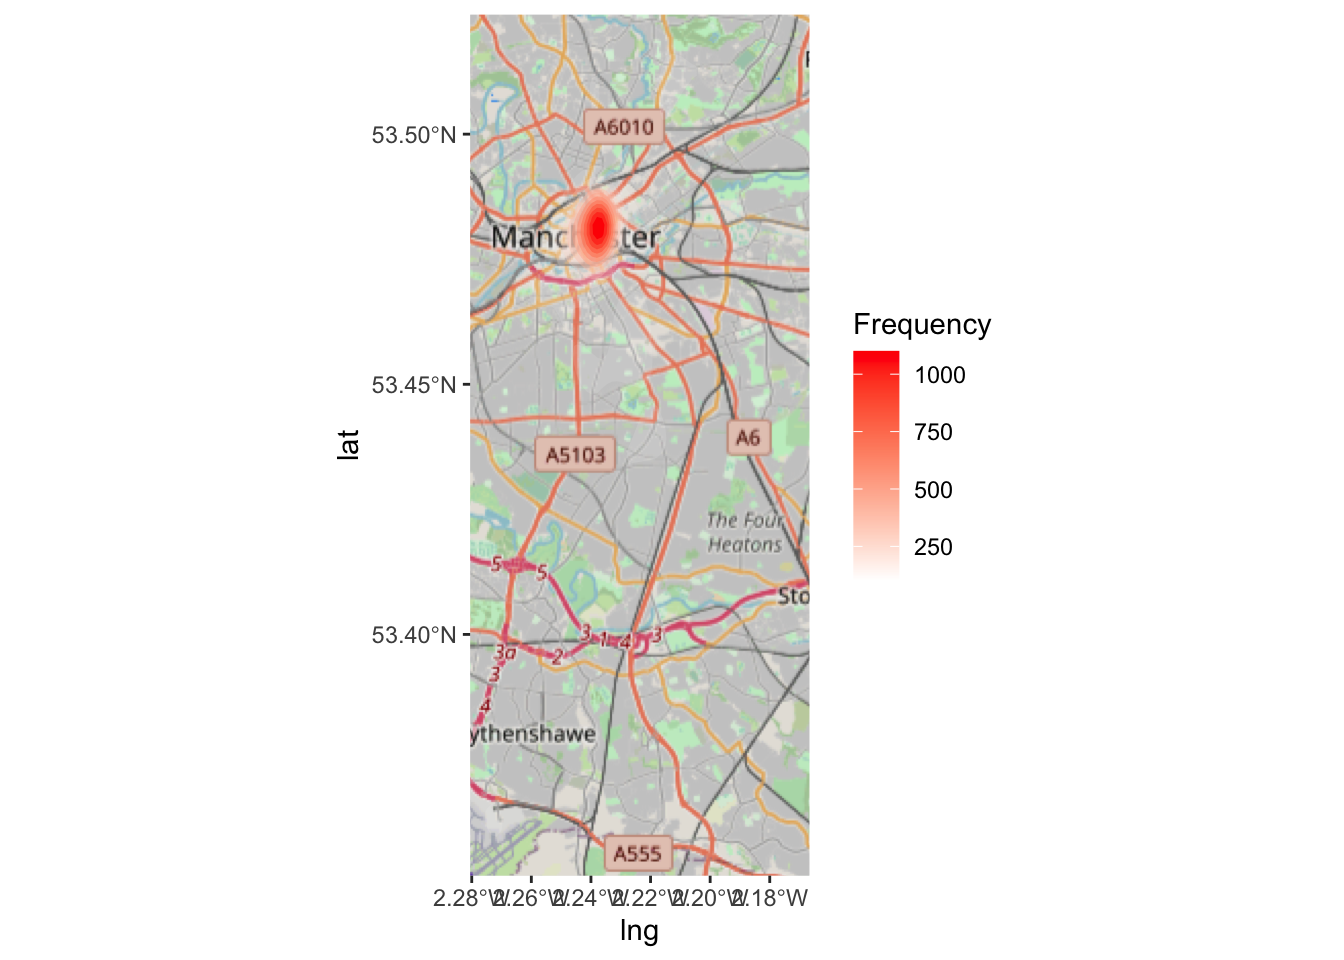 A6010
53.50°N
Manc ster
Frequency
1000
53.45°N
750
A6
lat
A5103
500
The Four
Heatons
250
5
5
Sto
3 1 4 3
53.40°N
3a
2
3
4
ythenshawe
A555
2.28°W 2.26°W 2.24°W 2.22°W 2.20°W 2.18°W
lng